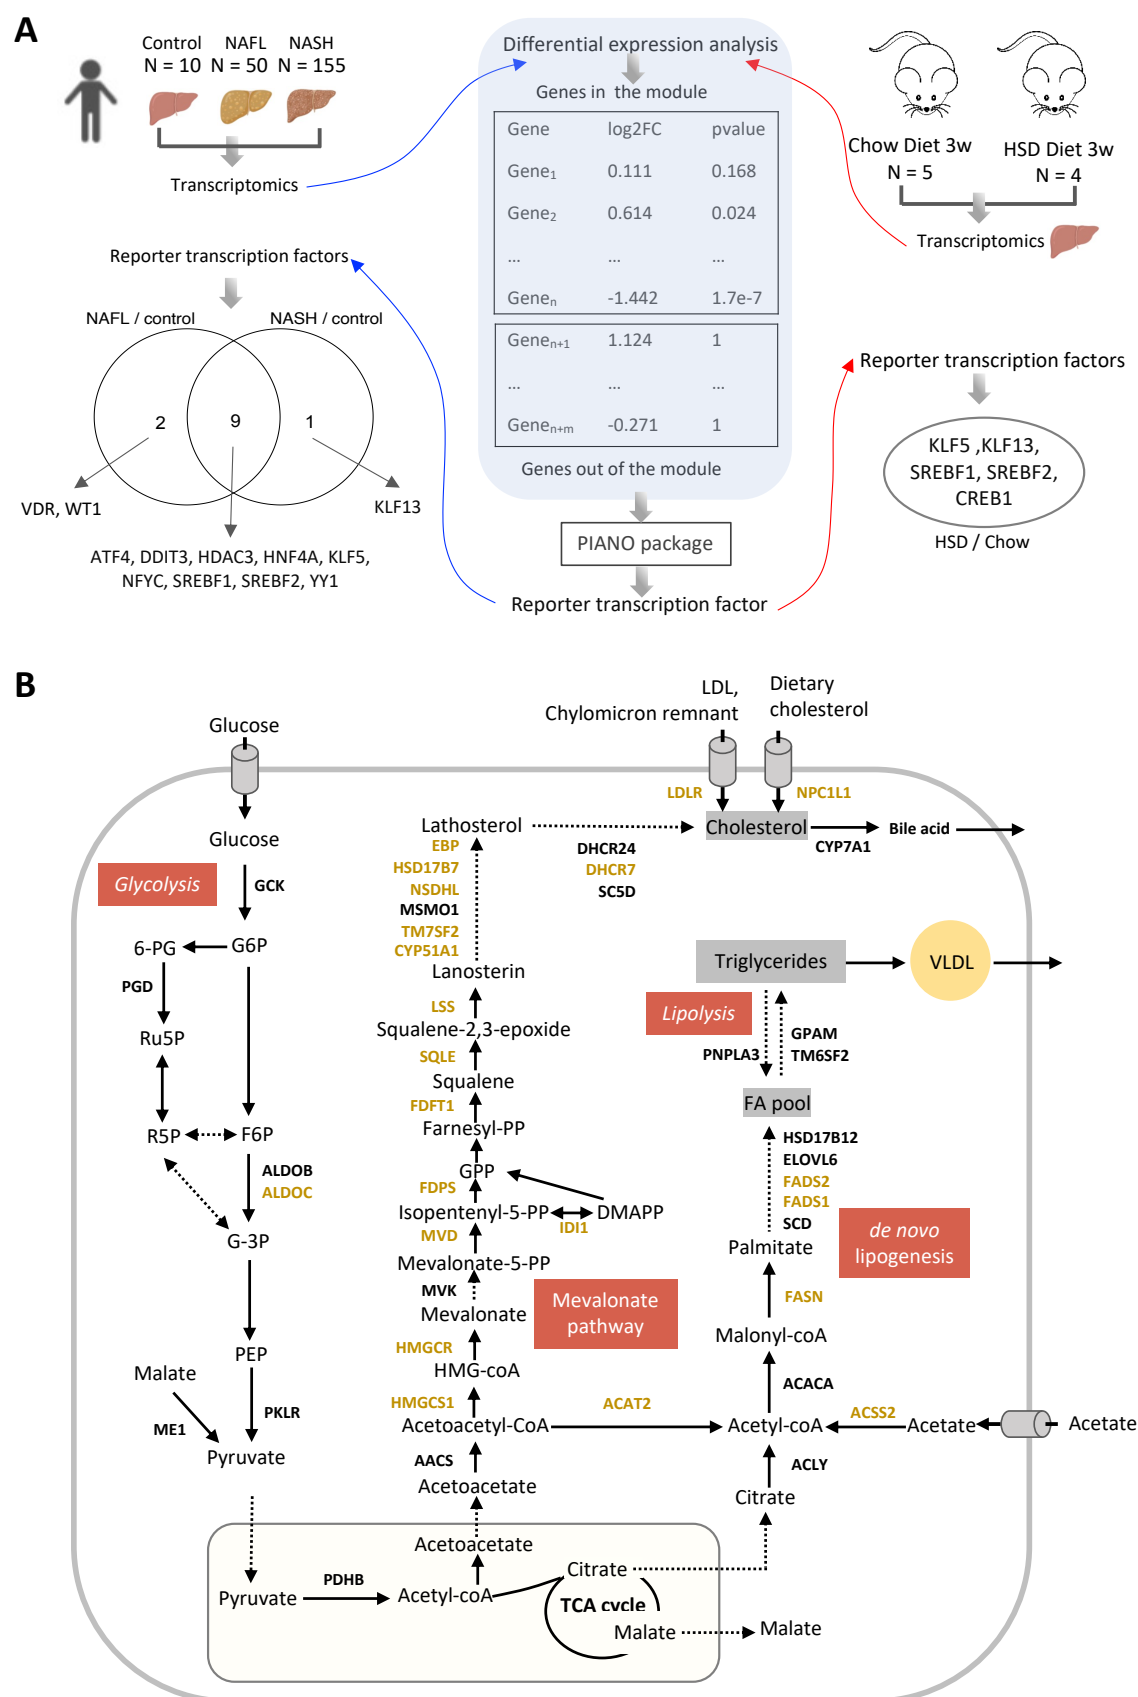 A
Control NAFL NASH
N = 10 N = 50 N = 155
Transcriptomics
Reporter transcription factors
NAFL / control NASH / control
2 9 1
VDR, WT1
KLF13
ATF4, DDIT3, HDAC3, HNF4A, KLF5,
NFYC, SREBF1, SREBF2, YY1
Differential expression analysis
Genes in the module
Gene log2FC pvalue
Gene1 0.111 0.168
Gene2 0.614 0.024
... ... ...
Genen -1.442 1.7e-7
Genen+1 1.124 1
... ... ...
Genen+m -0.271 1
Genes out of the module
PIANO package
Reporter transcription factor
Chow Diet 3w
N = 5
HSD Diet 3w
N = 4
Transcriptomics
Reporter transcription factors
KLF5 ,KLF13,
SREBF1, SREBF2,
CREB1
HSD / Chow
B
Glucose
Glucose
Glycolysis
GCK
6-PG
G6P
PGD
Ru5P
R5P
F6P
ALDOB
ALDOC
G-3P
PEP
Malate
ME1
PKLR
Pyruvate
Pyruvate
PDHB
Acetyl-coA
Acetoacetate
Citrate
TCA cycle
Malate
Malate
Lathosterol
EBP
HSD17B7
NSDHL
MSMO1
TM7SF2
CYP51A1
Lanosterin
LSS
Squalene-2,3-epoxide
SQLE
Squalene
FDFT1
Farnesyl-PP
GPP
FDPS
Isopentenyl-5-PP
IDI1
DMAPP
MVD
Mevalonate-5-PP
MVK
Mevalonate
Mevalonate
pathway
HMGCR
HMG-coA
HMGCS1
Acetoacetyl-CoA
AACS
Acetoacetate
ACAT2
LDL,
Chylomicron remnant
Dietary
cholesterol
LDLR
NPC1L1
Cholesterol
DHCR24
DHCR7
SC5D
CYP7A1
Bile acid
Triglycerides
VLDL
Lipolysis
PNPLA3
GPAM
TM6SF2
FA pool
HSD17B12
ELOVL6
FADS2
FADS1
SCD
Palmitate
de novo
lipogenesis
FASN
Malonyl-coA
ACACA
Acetyl-coA
ACSS2
Acetate
Acetate
ACLY
Citrate